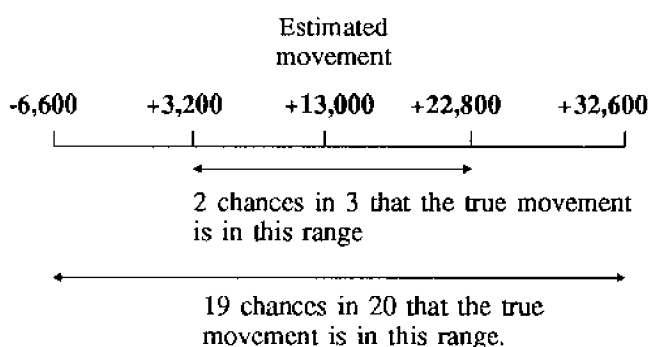 Estimated
movement
-6,600 +3,200 +13,000 +22,800 +32,600
2 chances in 3 that the true movement
is in this range
19 chances in 20 that the true
movement is in this range.